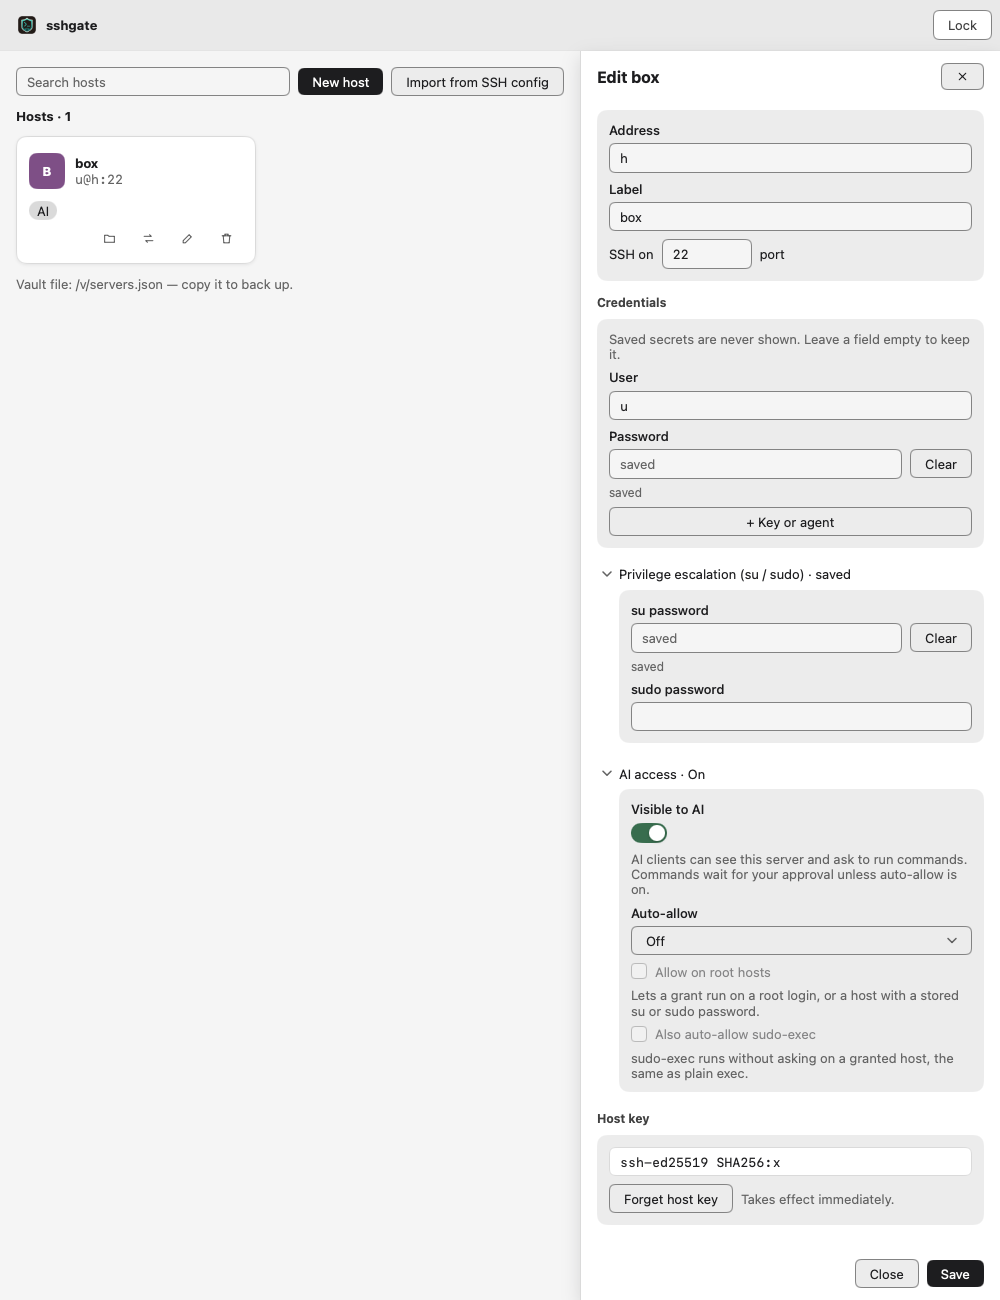 sshgate
Lock
Search hosts
New host
Import from SSH config
Hosts · 1
B
box
u@h:22
AI
Vault file: /v/servers.json — copy it to back up.
Edit box
×
Address
h
Label
box
SSH on
22
port
Credentials
Saved secrets are never shown. Leave a field empty to keep
it.
User
u
Password
saved
Clear
saved
+ Key or agent
Privilege escalation (su / sudo) · saved
su password
saved
Clear
saved
sudo password
AI access · On
Visible to AI
AI clients can see this server and ask to run commands.
Commands wait for your approval unless auto-allow is
on.
Auto-allow
Off
Allow on root hosts
Lets a grant run on a root login, or a host with a stored
su or sudo password.
Also auto-allow sudo-exec
sudo-exec runs without asking on a granted host, the
same as plain exec.
Host key
ssh-ed25519 SHA256:x
Forget host key
Takes effect immediately.
Close
Save